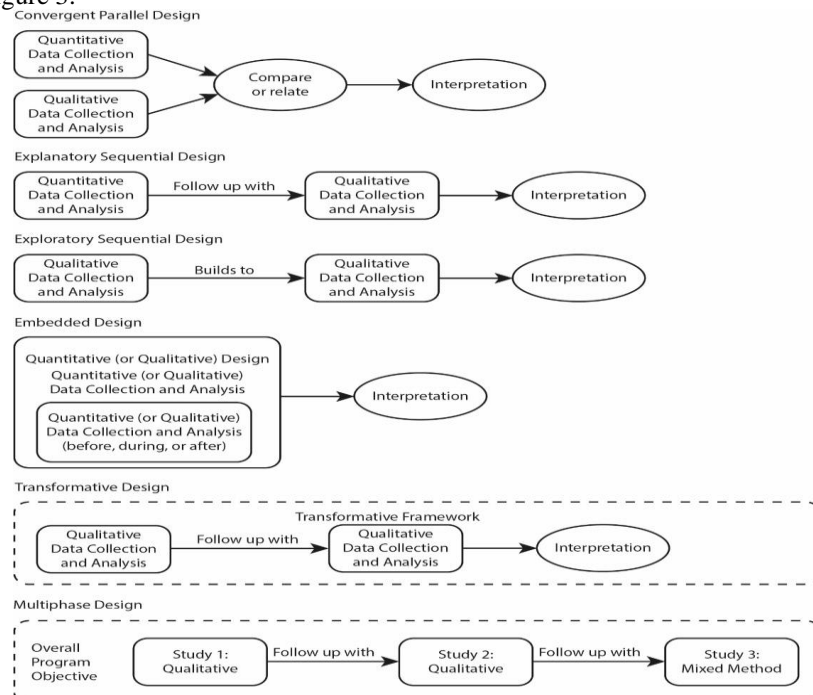 igure 3.
Convergent Parallel Design
Quantitative
Data Collection
and Analysis
Compare
or relate
Interpretation
Qualitative
Data Collection
and Analysis
Explanatory Sequential Design
Quantitative
Data Collection
and Analysis
Follow up with
Qualitative
Data Collection
and Analysis
Interpretation
Exploratory Sequential Design
Qualitative
Data Collection
and Analysis
Builds to
Qualitative
Data Collection
and Analysis
Interpretation
Embedded Design
Quantitative (or Qualitative) Design
Quantitative (or Qualitative)
Data Collection and Analysis
Quantitative (or Qualitative)
Data Collection and Analysis
(before, during, or after)
Interpretation
Transformative Design
Transformative Framework
Qualitative
Data Collection
and Analysis
Follow up with
Qualitative
Data Collection
and Analysis
Interpretation
Multiphase Design
Overall
Program
Objective
Study 1:
Qualitative
Follow up with
Study 2:
Qualitative
Follow up with
Study 3:
Mixed Method